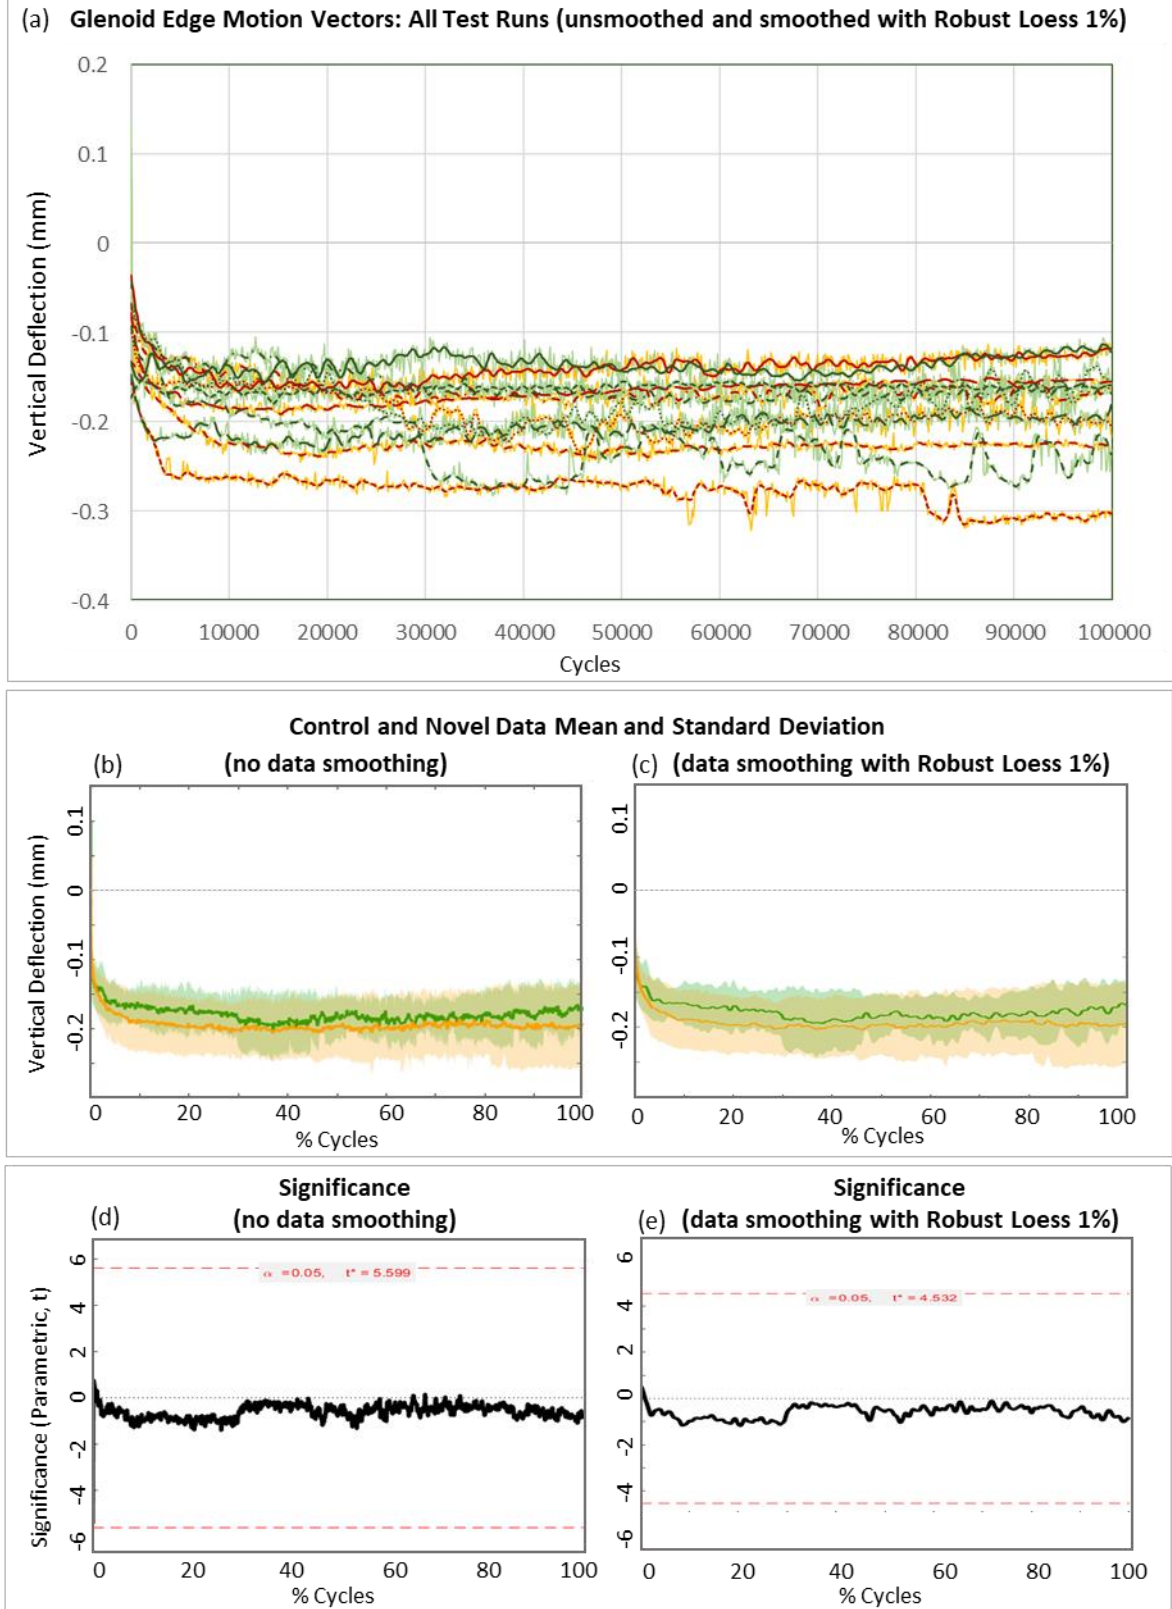 (a) Glenoid Edge Motion Vectors: All Test Runs (unsmoothed and smoothed with Robust Loess 1%)
Vertical Deflection (mm)
0.2
0.1
0
-0.1
-0.2
-0.3
-0.4
0 10000 20000 30000 40000 50000 60000 70000 80000 90000 100000
Cycles
Control and Novel Data Mean and Standard Deviation
(b) (no data smoothing)
Vertical Deflection (mm)
0.1
0
-0.1
-0.2
0 20 40 60 80 100
% Cycles
(c) (data smoothing with Robust Loess 1%)
0.1
0
-0.1
-0.2
0 20 40 60 80 100
% Cycles
Significance
(d) (no data smoothing)
Significance (Parametric, t)
6
4
2
0
-2
-4
-6
α =0.05, t* = 5.599
0 20 40 60 80 100
% Cycles
Significance
(e) (data smoothing with Robust Loess 1%)
6
4
2
0
-2
-4
-6
α =0.05, t* = 4.532
0 20 40 60 80 100
% Cycles